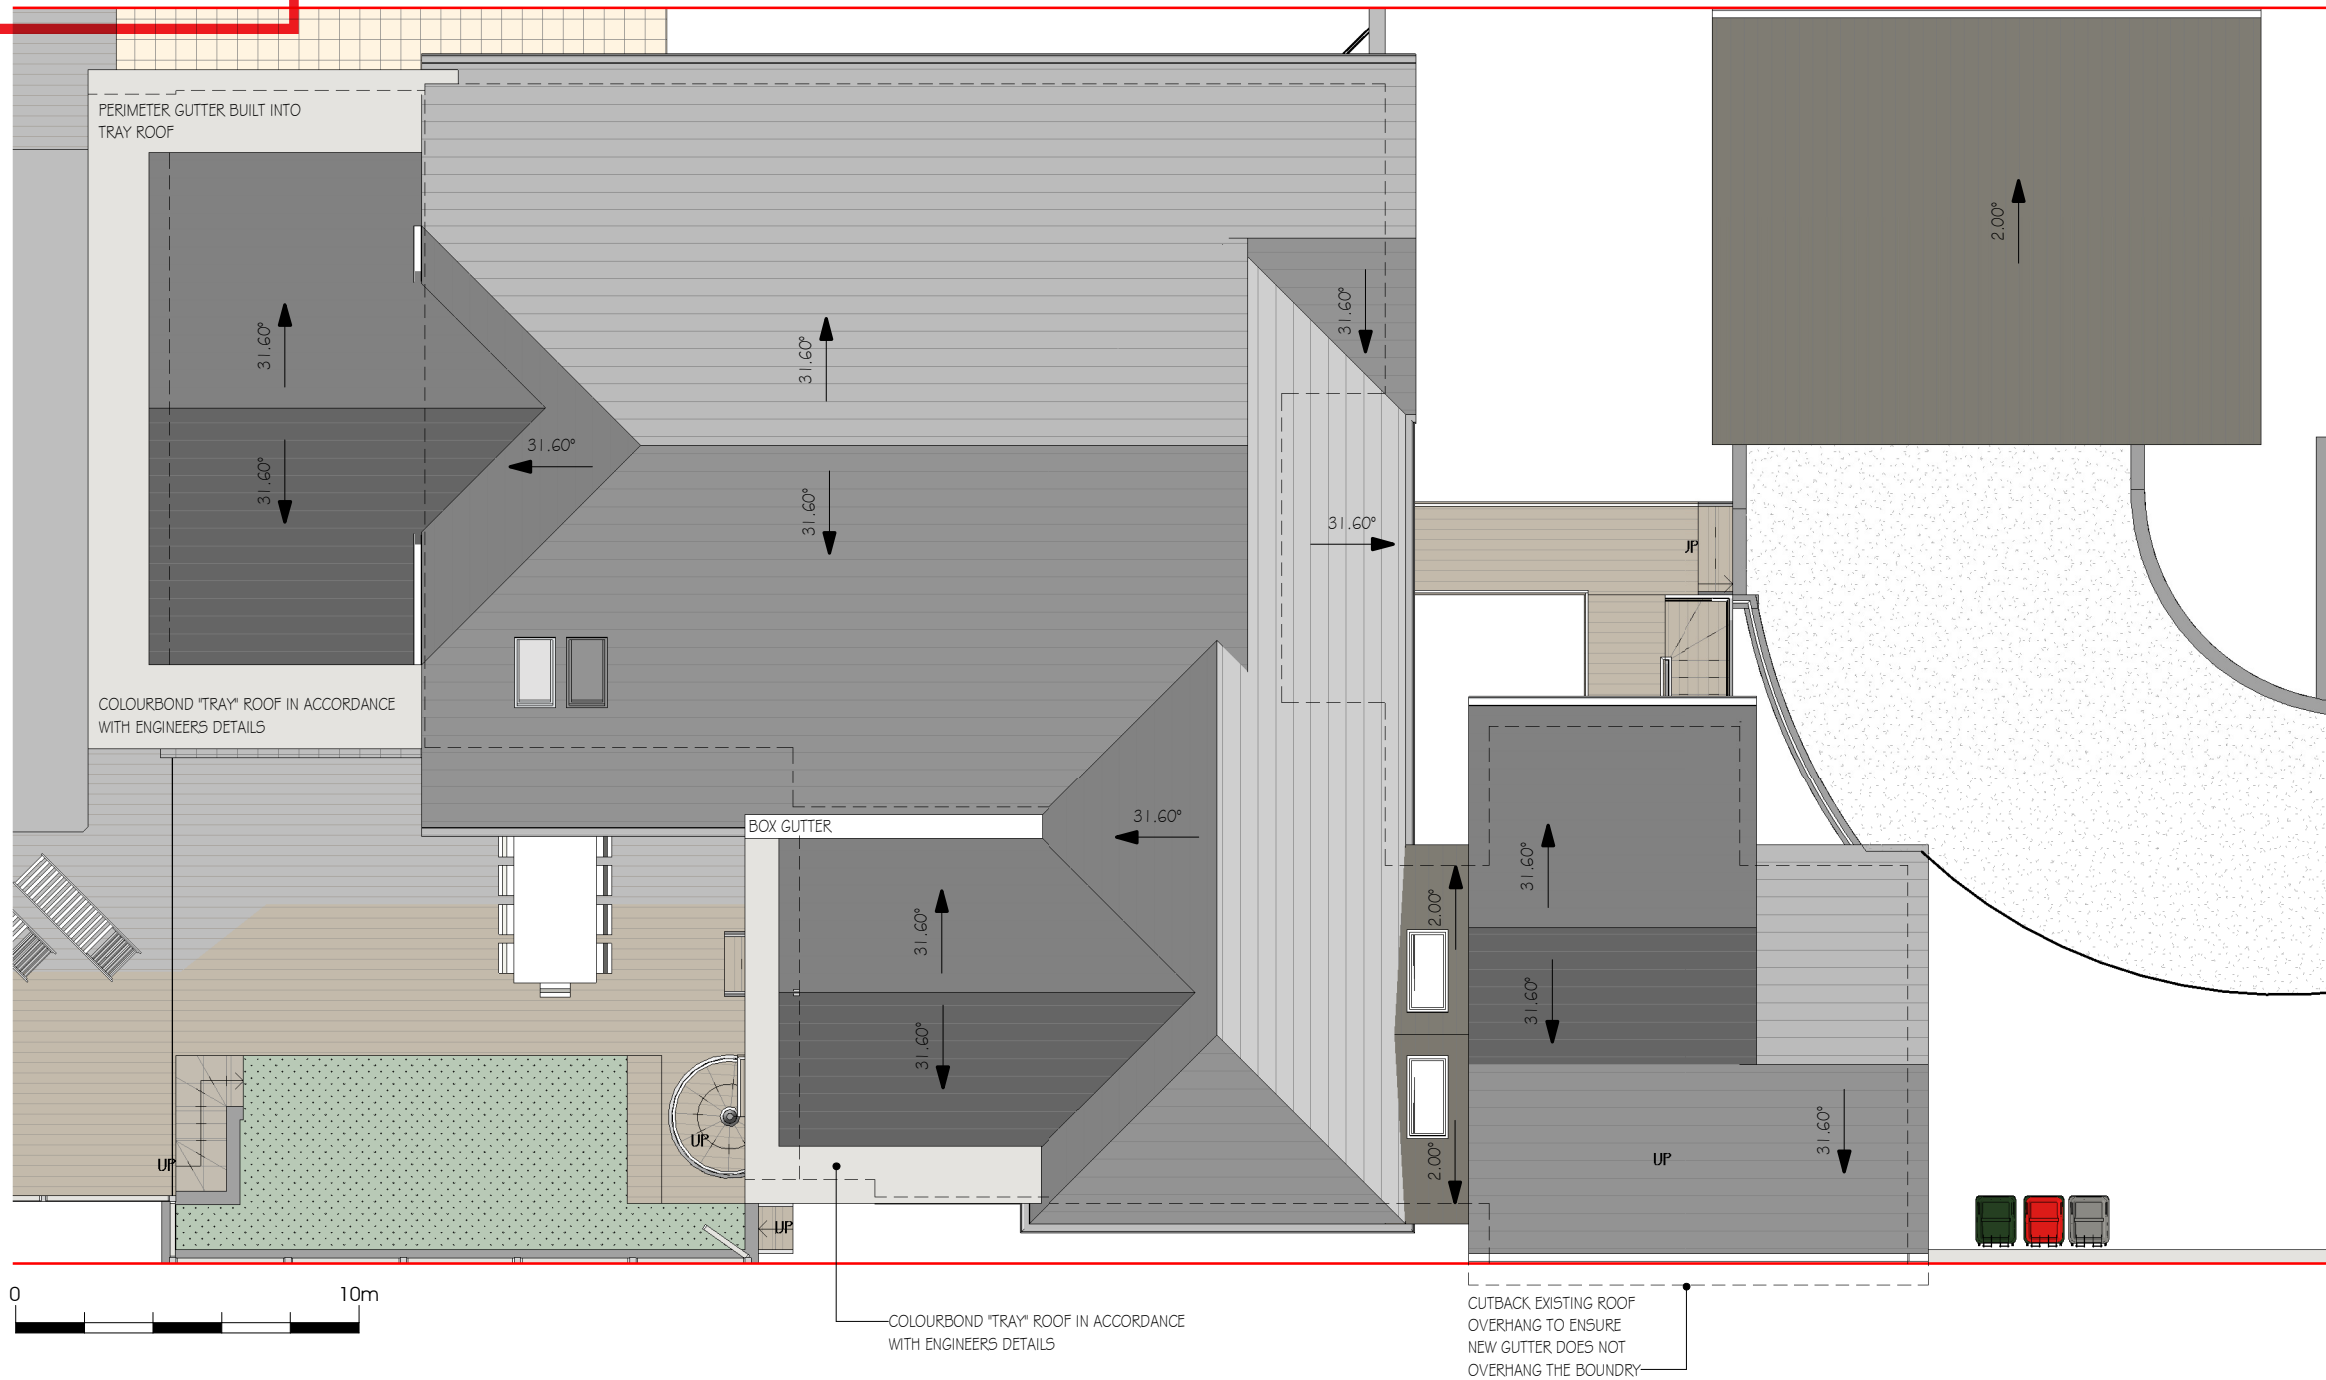 PERIMETER GUTTER BUILT INTO
TRAY ROOF
2.00°
31.60°
31.60°
31.60°
31.60°
31.60°
31.60°
31.60°
31.60°
UP
COLOURBOND "TRAY" ROOF IN ACCORDANCE
WITH ENGINEERS DETAILS
BOX GUTTER
31.60°
31.60°
2.00°
31.60°
31.60°
31.60°
31.60°
2.00°
UP
UP
UP
UP
0
10m
COLOURBOND "TRAY" ROOF IN ACCORDANCE
WITH ENGINEERS DETAILS
CUTBACK EXISTING ROOF
OVERHANG TO ENSURE
NEW GUTTER DOES NOT
OVERHANG THE BOUNDRY